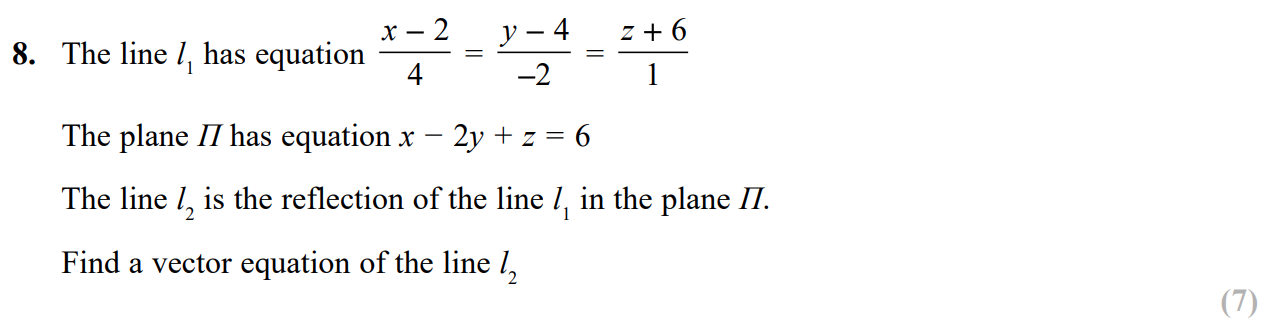 8. The line l₁ has equation (x − 2)/4 = (y − 4)/−2 = (z + 6)/1
The plane Π has equation x − 2y + z = 6
The line l₂ is the reflection of the line l₁ in the plane Π.
Find a vector equation of the line l₂
(7)